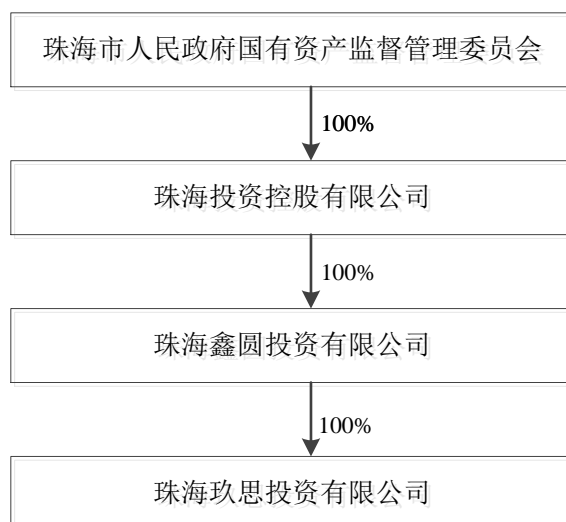 珠海市人民政府国有资产监督管理委员会
100%
珠海投资控股有限公司
100%
珠海鑫圆投资有限公司
100%
珠海玖思投资有限公司